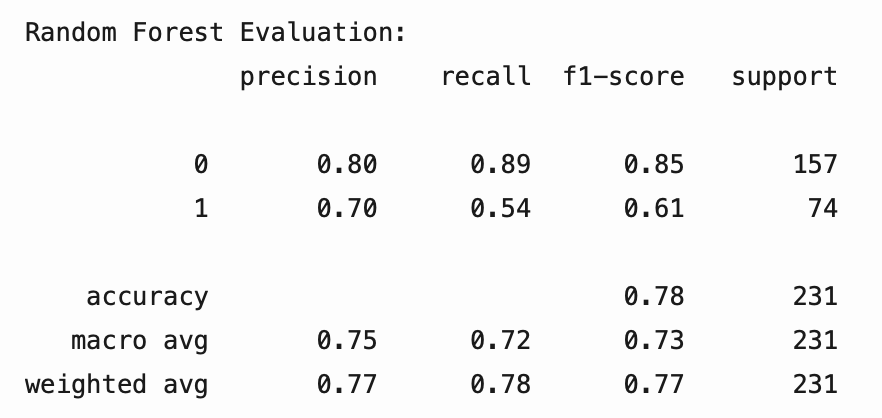 Random Forest Evaluation:
precision recall f1-score support
0 0.80 0.89 0.85 157
1 0.70 0.54 0.61 74
accuracy 0.78 231
macro avg 0.75 0.72 0.73 231
weighted avg 0.77 0.78 0.77 231